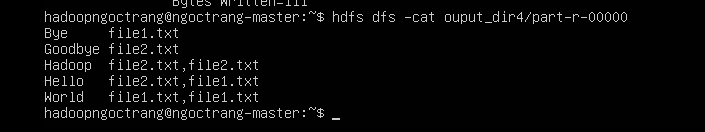 Bytes Written=111
hadoopngoctrang@ngoctrang-master:~$ hdfs dfs -cat ouput_dir4/part-r-00000
Bye file1.txt
Goodbye file2.txt
Hadoop file2.txt,file2.txt
Hello file2.txt,file1.txt
World file1.txt,file1.txt
hadoopngoctrang@ngoctrang-master:~$ _